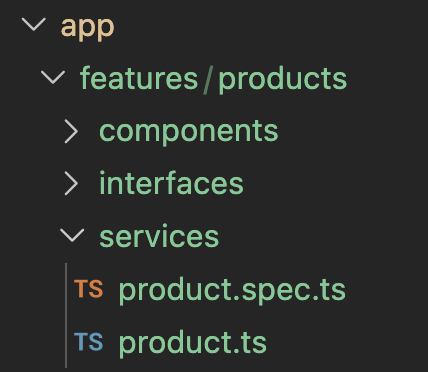 app
features/products
components
interfaces
services
TS product.spec.ts
TS product.ts